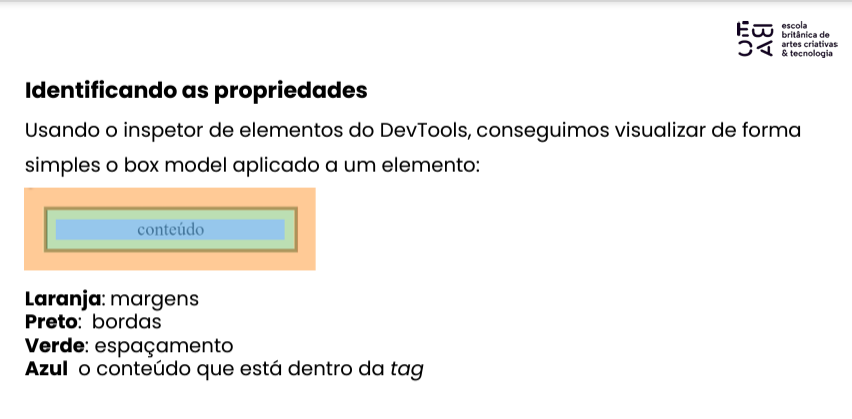 EBAC
escola
britânica de
artes criativas
& tecnologia
Identificando as propriedades
Usando o inspetor de elementos do DevTools, conseguimos visualizar de forma
simples o box model aplicado a um elemento:
conteúdo
Laranja: margens
Preto: bordas
Verde: espaçamento
Azul o conteúdo que está dentro da tag